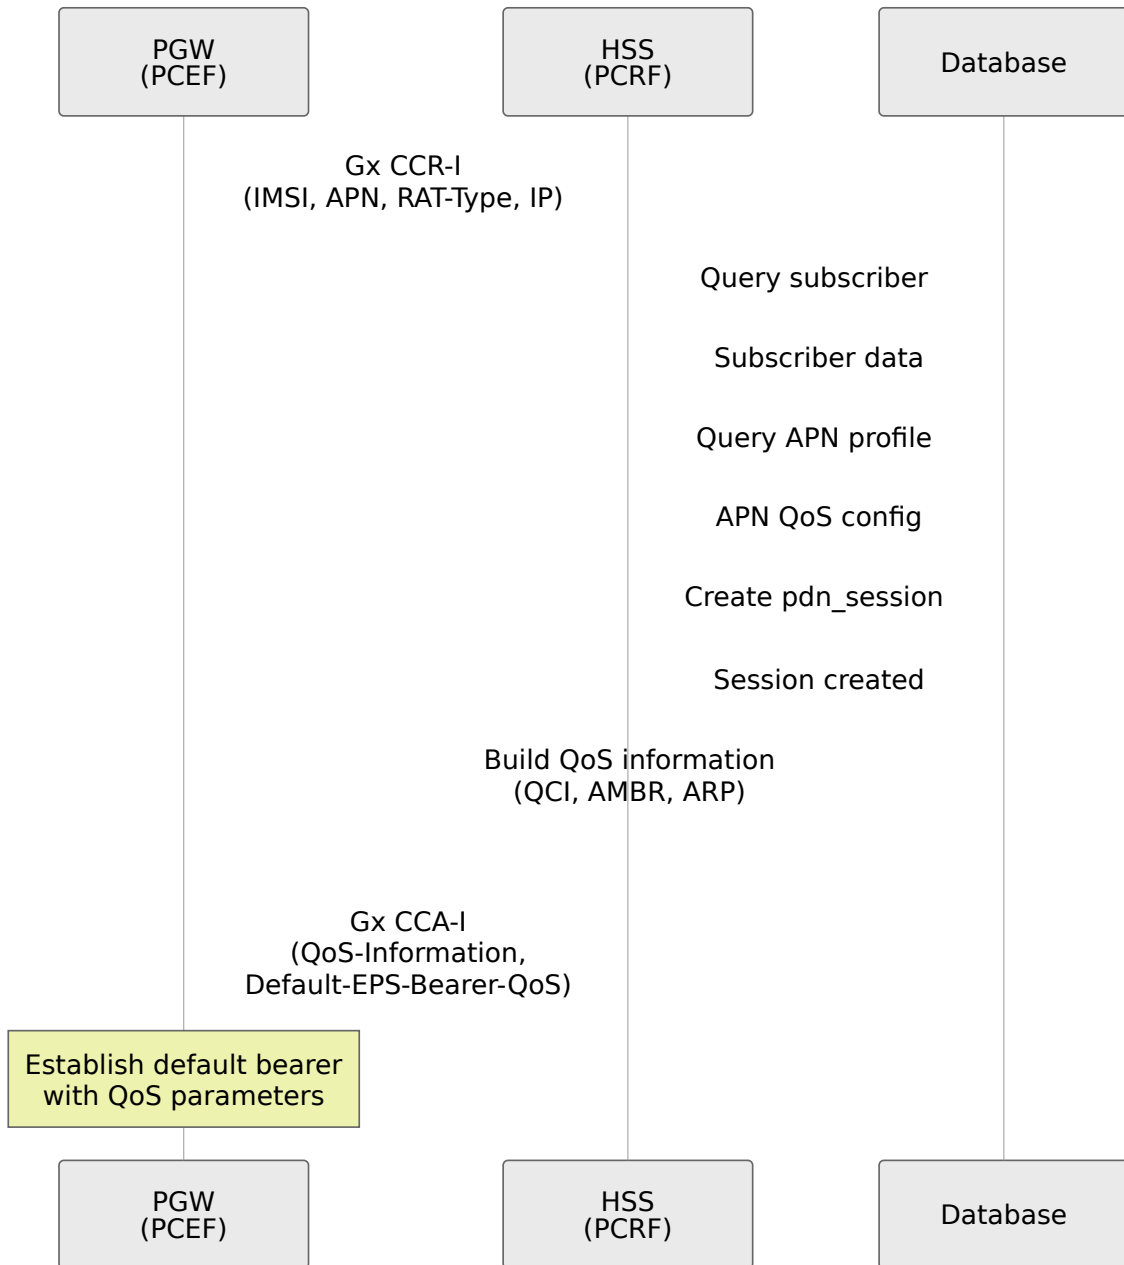 PGW
(PCEF)
HSS
(PCRF)
Database
Gx CCR-I
(IMSI, APN, RAT-Type, IP)
Query subscriber
Subscriber data
Query APN profile
APN QoS config
Create pdn_session
Session created
Build QoS information
(QCI, AMBR, ARP)
Gx CCA-I
(QoS-Information,
Default-EPS-Bearer-QoS)
Establish default bearer
with QoS parameters
PGW
(PCEF)
HSS
(PCRF)
Database